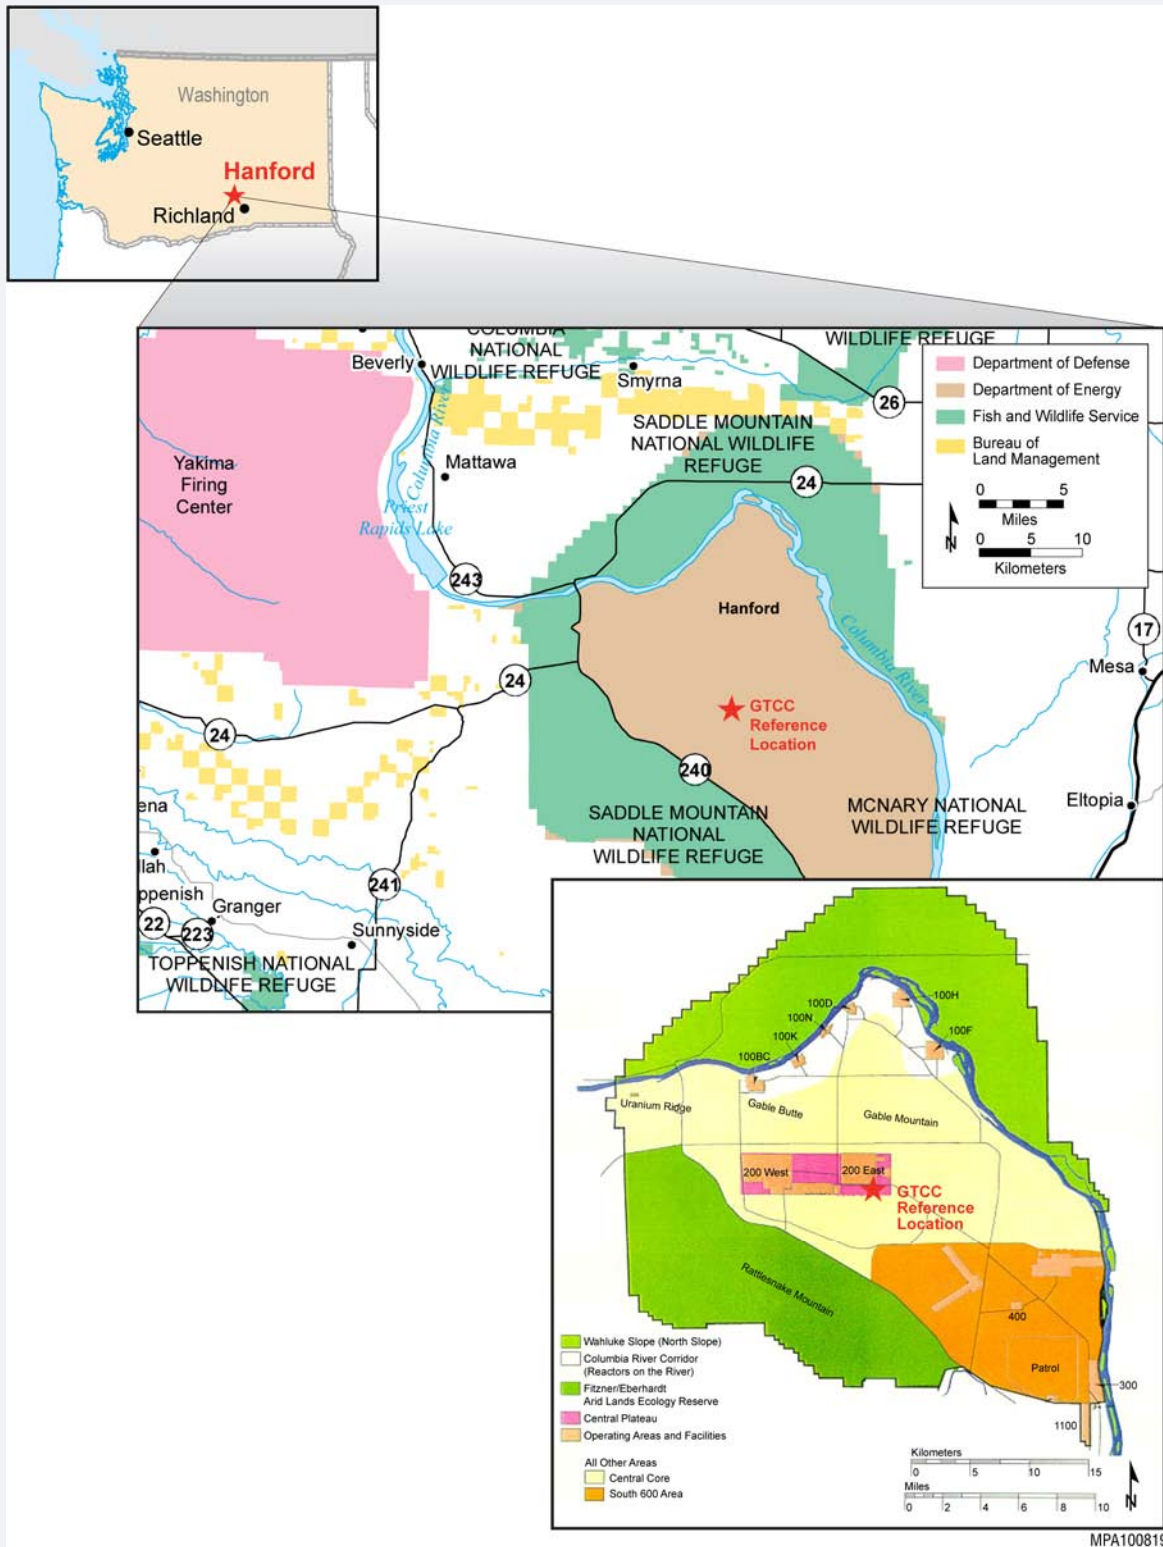 Washington
Seattle
Hanford
Richland
COLUMBIA
NATIONAL
WILDLIFE REFUGE
WILDLIFE REFUGE
Beverly
Smyrna
26
Department of Defense
Department of Energy
Fish and Wildlife Service
Bureau of
Land Management
0 5
Miles
0 5 10
Kilometers
N
SADDLE MOUNTAIN
NATIONAL WILDLIFE
REFUGE
24
Columbia River
Mattawa
Yakima
Firing
Center
Priest
Rapids Lake
243
Hanford
Columbia River
17
Mesa
24
GTCC
Reference
Location
24
240
SADDLE MOUNTAIN
NATIONAL
WILDLIFE REFUGE
MCNARY NATIONAL
WILDLIFE REFUGE
Eltopia
ena
llah
ppenish
22
223
Granger
241
Sunnyside
TOPPENISH NATIONAL
WILDLIFE REFUGE
100D
100H
100N
100F
100K
100BC
Uranium Ridge
Gable Butte
Gable Mountain
200 West
200 East
GTCC
Reference
Location
Rattlesnake Mountain
400
Patrol
300
1100
Wahluke Slope (North Slope)
Columbia River Corridor
(Reactors on the River)
Fitzner/Eberhardt
Arid Lands Ecology Reserve
Central Plateau
Operating Areas and Facilities
All Other Areas
Central Core
South 600 Area
Kilometers
0 5 10 15
Miles
0 2 4 6 8 10
N
MPA100819